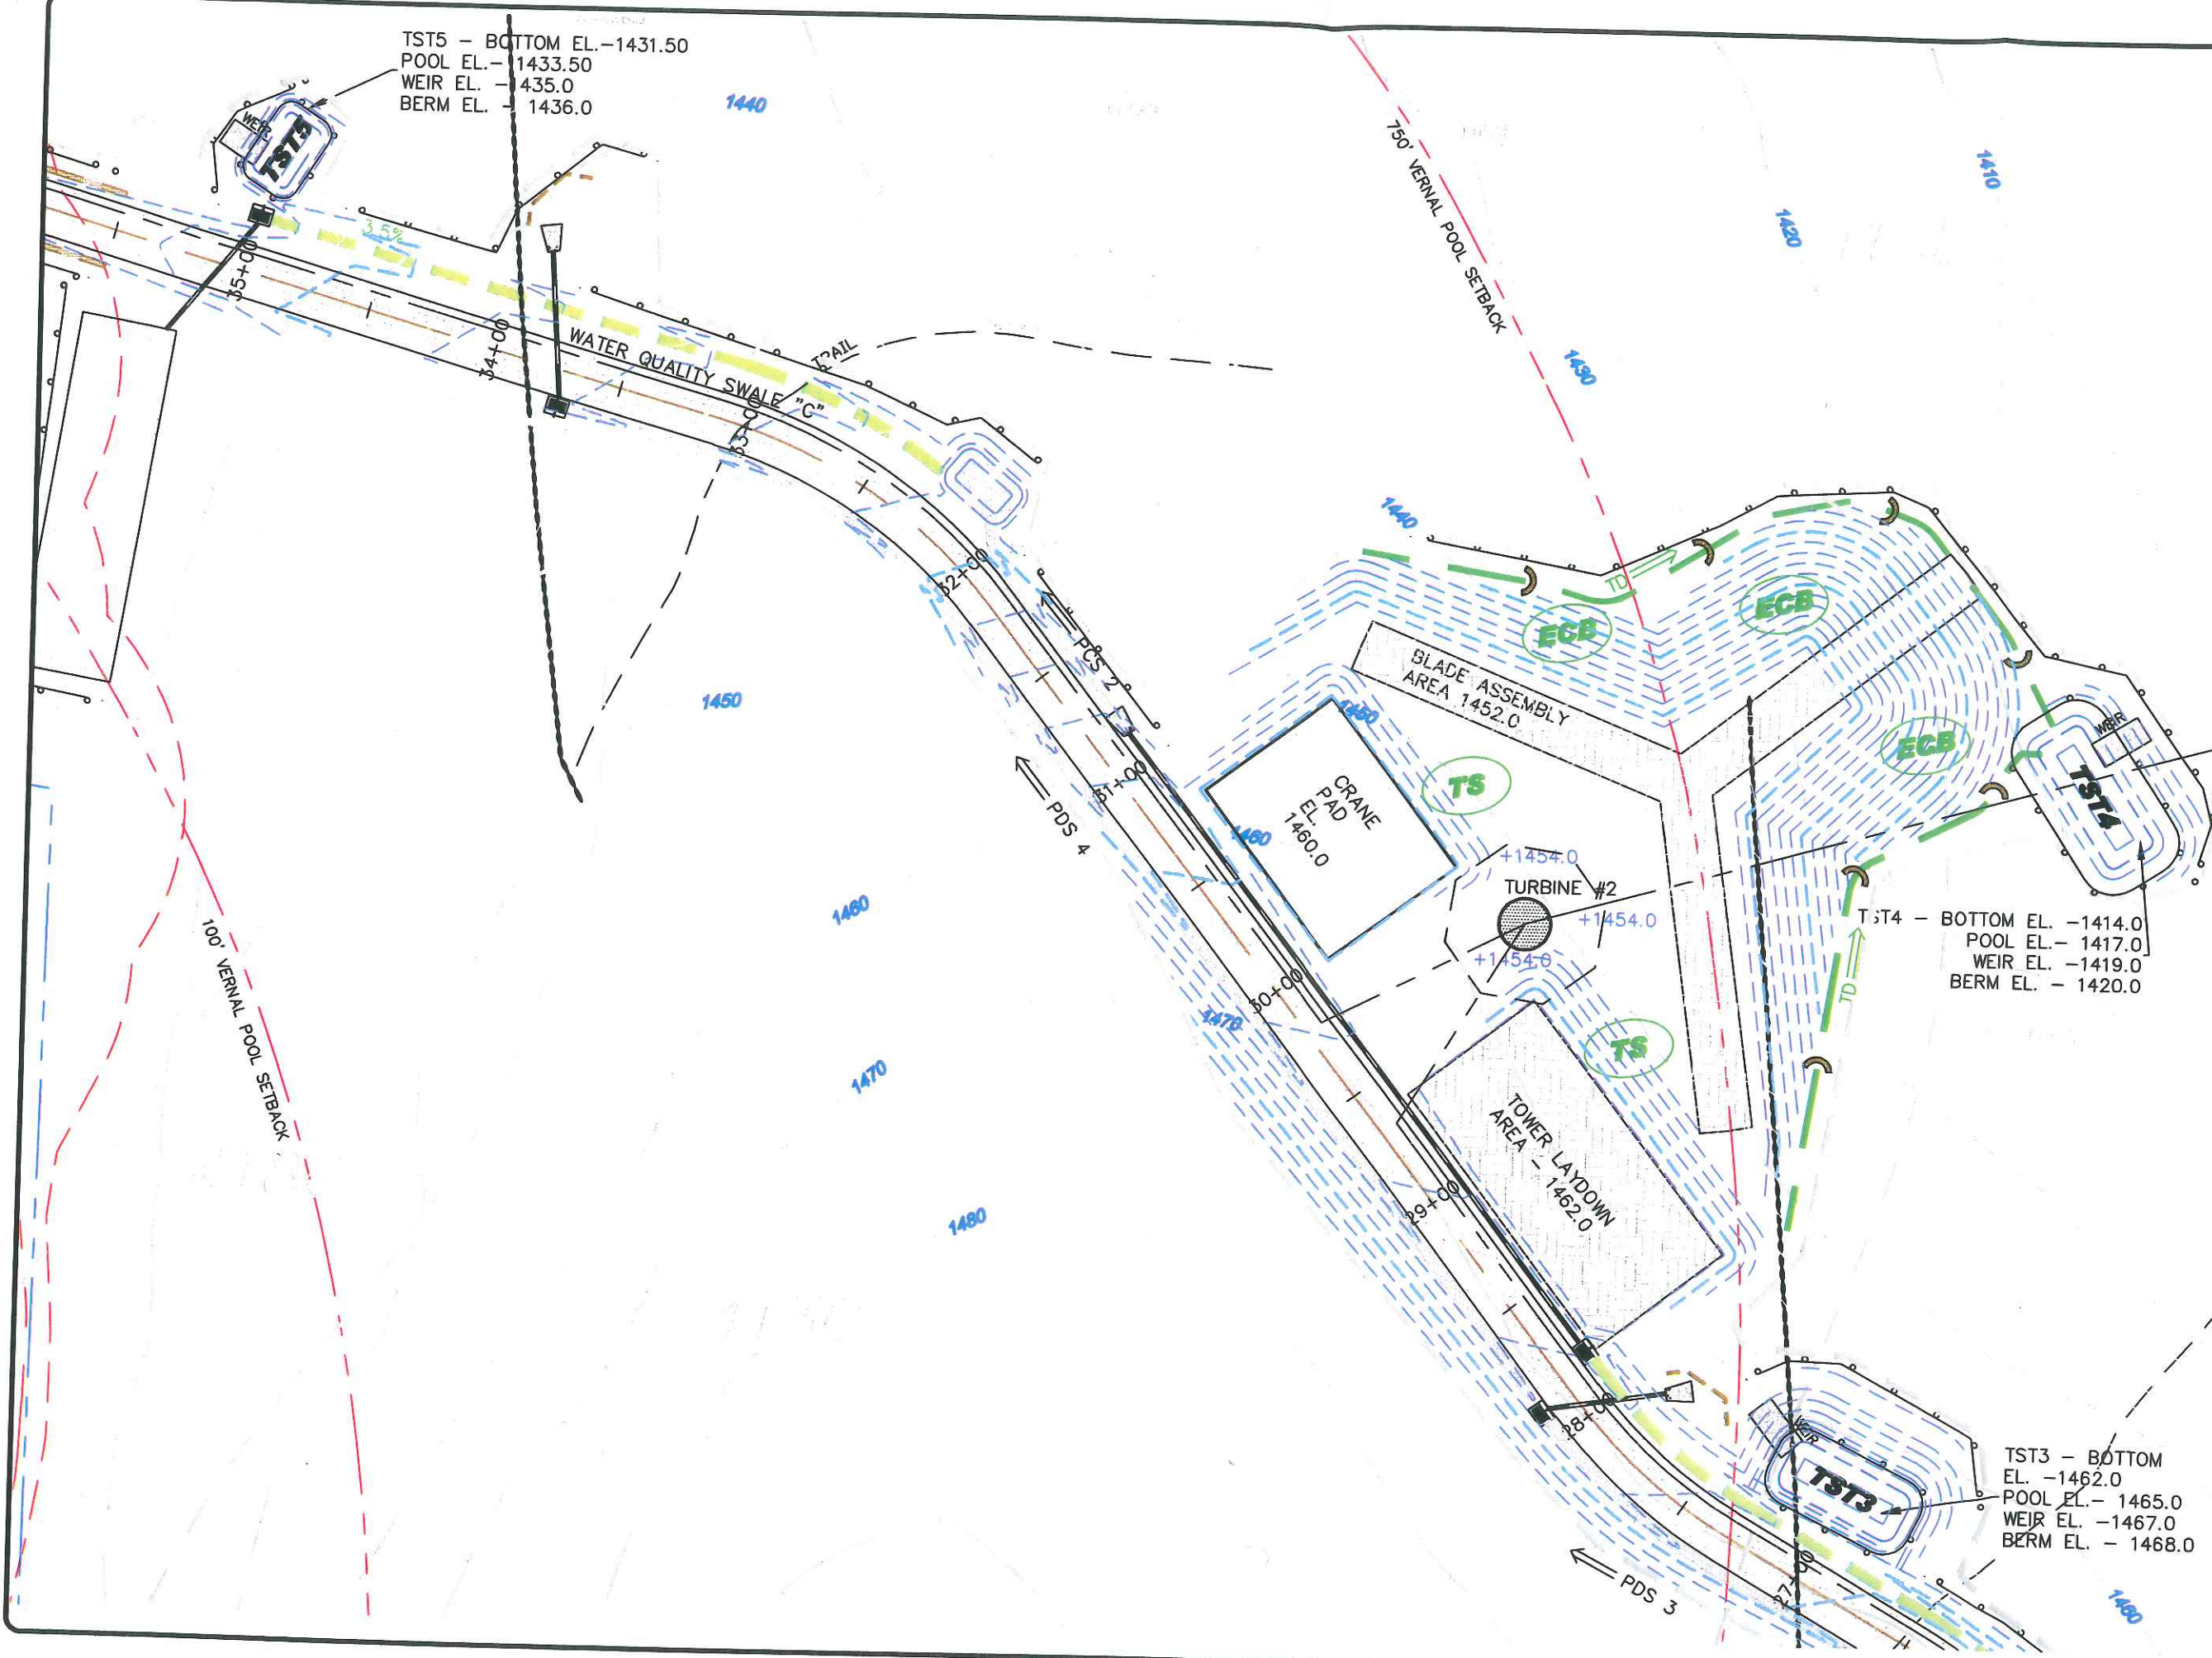 TST5 - BOTTOM EL.-1431.50
POOL EL.- 1433.50
WEIR EL. - 1435.0
BERM EL. - 1436.0
WEIR
TST5
1440
750' VERNAL POOL SETBACK
1410
1420
1430
3.5%
35+00
34+00
WATER QUALITY SWALE "C"
TRAIL
33+00
32+00
1440
TD
ECB
ECB
ECB
PCS 2
BLADE ASSEMBLY
AREA 1452.0
1450
1450
TS
CRANE
PAD
EL.
1460.0
1460
31+00
PDS 4
WEIR
TST4
+1454.0
TURBINE #2
+1454.0
+1454.0
TST4 - BOTTOM EL. -1414.0
POOL EL.- 1417.0
WEIR EL. -1419.0
BERM EL. - 1420.0
TD
1460
100' VERNAL POOL SETBACK
30+00
1470
1470
TS
TOWER LAYDOWN
AREA - 1462.0
29+00
1480
28+00
WEIR
TST3
TST3 - BOTTOM
EL. -1462.0
POOL EL.- 1465.0
WEIR EL. -1467.0
BERM EL. - 1468.0
27+00
PDS 3
1460